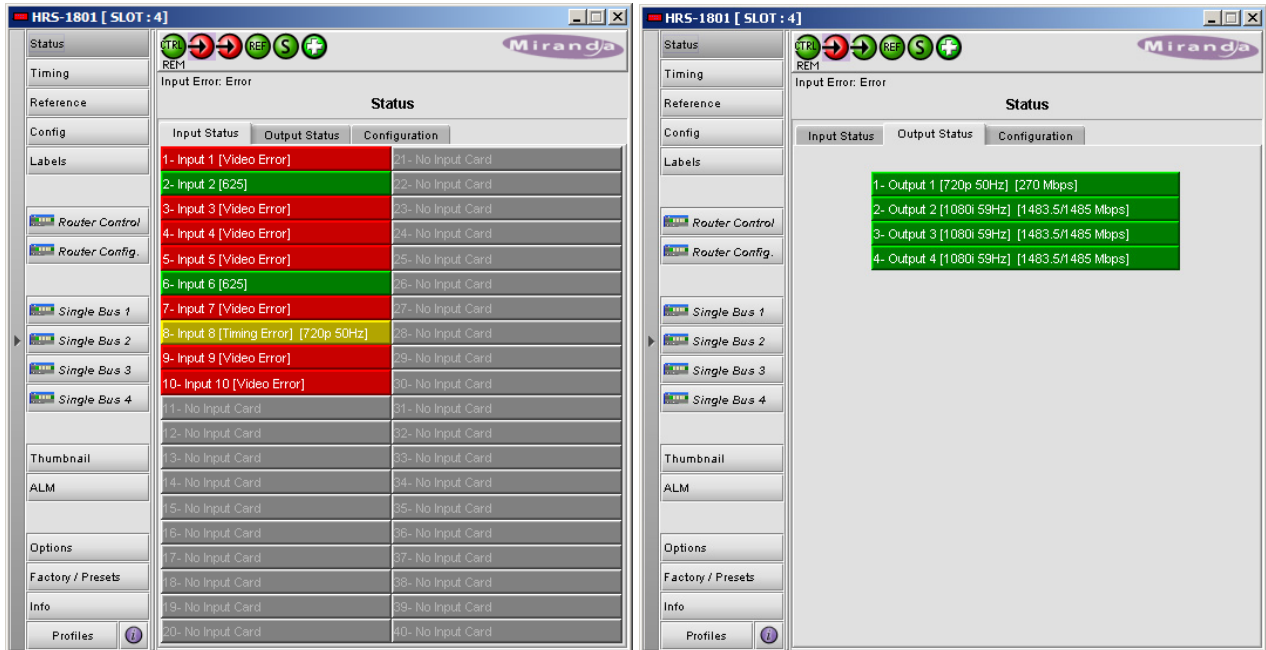 HRS-1801 [ SLOT : 4]
Status
Timing
Reference
Config
Labels
Router Control
Router Config.
Single Bus 1
Single Bus 2
Single Bus 3
Single Bus 4
Thumbnail
ALM
Options
Factory / Presets
Info
Profiles
i
CTRL REF S
REM
Miranda
Input Error: Error
Status
Input Status Output Status Configuration
1- Input 1 [Video Error] 21- No Input Card
2- Input 2 [625] 22- No Input Card
3- Input 3 [Video Error] 23- No Input Card
4- Input 4 [Video Error] 24- No Input Card
5- Input 5 [Video Error] 25- No Input Card
6- Input 6 [625] 26- No Input Card
7- Input 7 [Video Error] 27- No Input Card
8- Input 8 [Timing Error] [720p 50Hz] 28- No Input Card
9- Input 9 [Video Error] 29- No Input Card
10- Input 10 [Video Error] 30- No Input Card
11- No Input Card 31- No Input Card
12- No Input Card 32- No Input Card
13- No Input Card 33- No Input Card
14- No Input Card 34- No Input Card
15- No Input Card 35- No Input Card
16- No Input Card 36- No Input Card
17- No Input Card 37- No Input Card
18- No Input Card 38- No Input Card
19- No Input Card 39- No Input Card
20- No Input Card 40- No Input Card
HRS-1801 [ SLOT : 4]
Status
Timing
Reference
Config
Labels
Router Control
Router Config.
Single Bus 1
Single Bus 2
Single Bus 3
Single Bus 4
Thumbnail
ALM
Options
Factory / Presets
Info
Profiles
i
CTRL REF S
REM
Miranda
Input Error: Error
Status
Input Status Output Status Configuration
1- Output 1 [720p 50Hz] [270 Mbps]
2- Output 2 [1080i 59Hz] [1483.5/1485 Mbps]
3- Output 3 [1080i 59Hz] [1483.5/1485 Mbps]
4- Output 4 [1080i 59Hz] [1483.5/1485 Mbps]